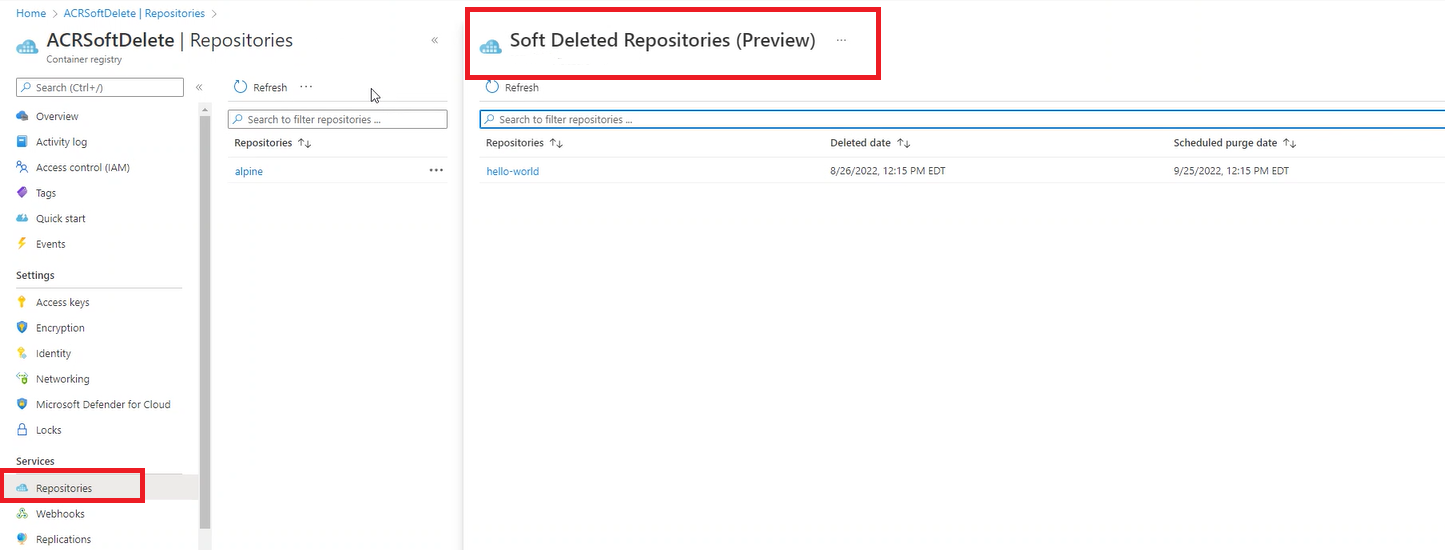 Home > ACRSoftDelete | Repositories >
ACRSoftDelete | Repositories
Container registry
«
Search (Ctrl+/)
«
Overview
Activity log
Access control (IAM)
Tags
Quick start
Events
Settings
Access keys
Encryption
Identity
Networking
Microsoft Defender for Cloud
Locks
Services
Repositories
Webhooks
Replications
Refresh ...
Search to filter repositories ...
Repositories ↑↓
alpine ...
Soft Deleted Repositories (Preview) ...
Refresh
Search to filter repositories ...
Repositories ↑↓ Deleted date ↑↓ Scheduled purge date ↑↓
hello-world 8/26/2022, 12:15 PM EDT 9/25/2022, 12:15 PM EDT